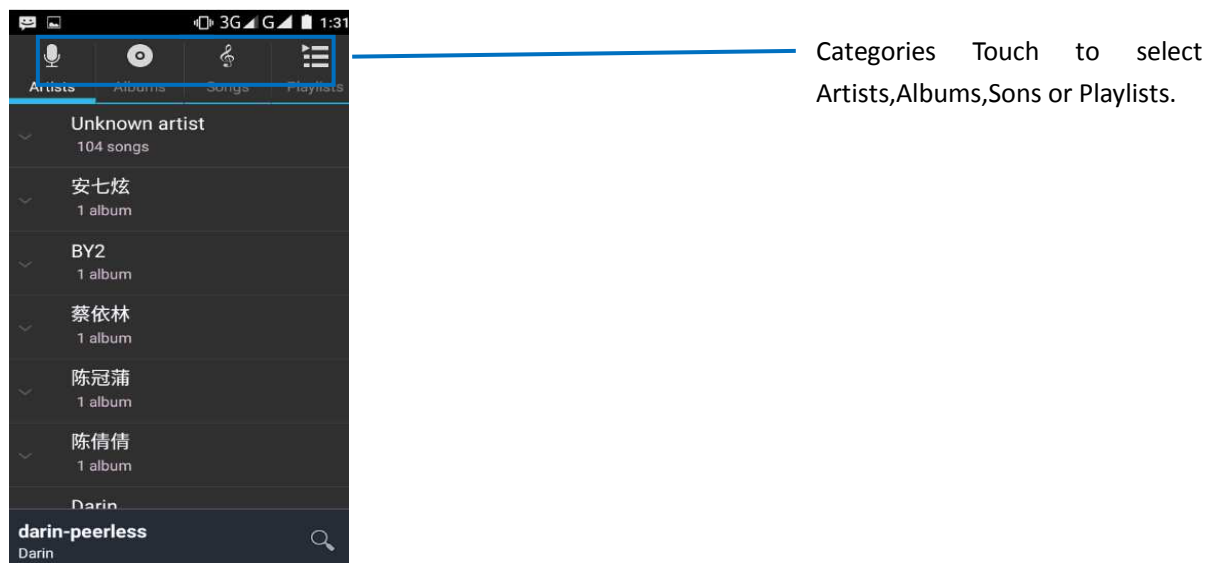 3G G 1:31
Artists Albums Songs Playlists
Unknown artist
104 songs
安七炫
1 album
BY2
1 album
蔡依林
1 album
陈冠蒲
1 album
陈倩倩
1 album
Darin
darin-peerless
Darin
Categories Touch to select
Artists,Albums,Sons or Playlists.